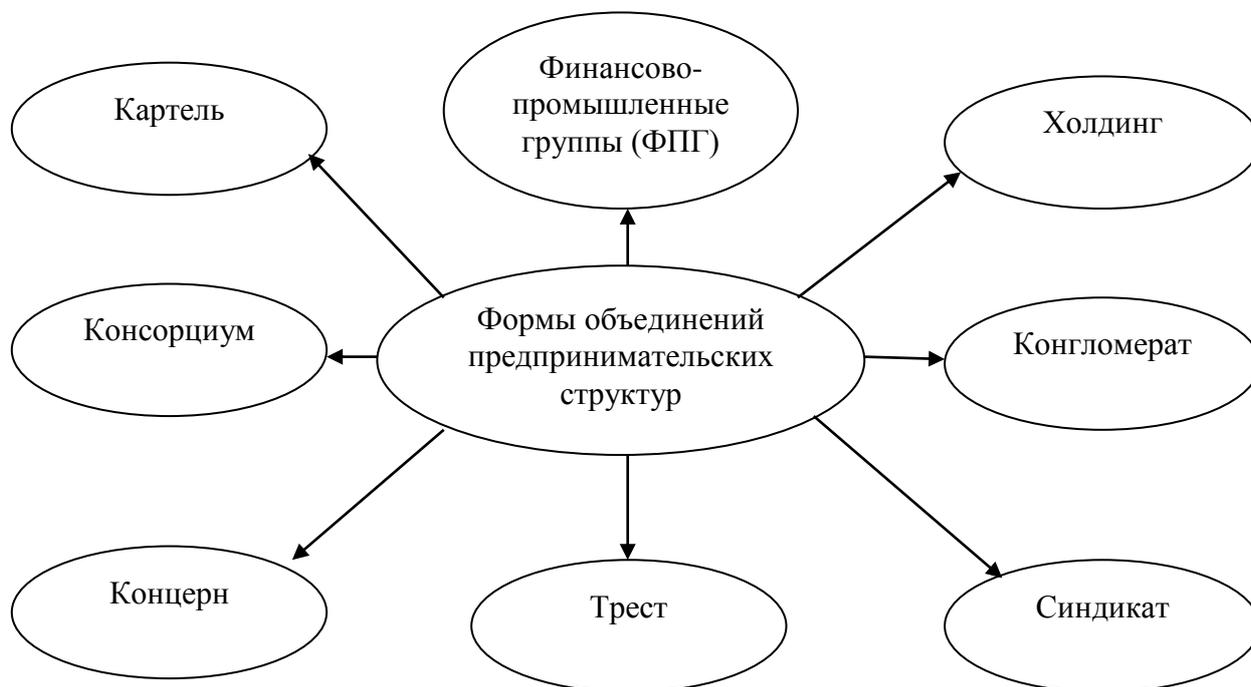 Финансово-
промышленные
группы (ФПГ)
Картель
Холдинг
Формы объединений
предпринимательских
структур
Консорциум
Конгломерат
Концерн
Трест
Синдикат